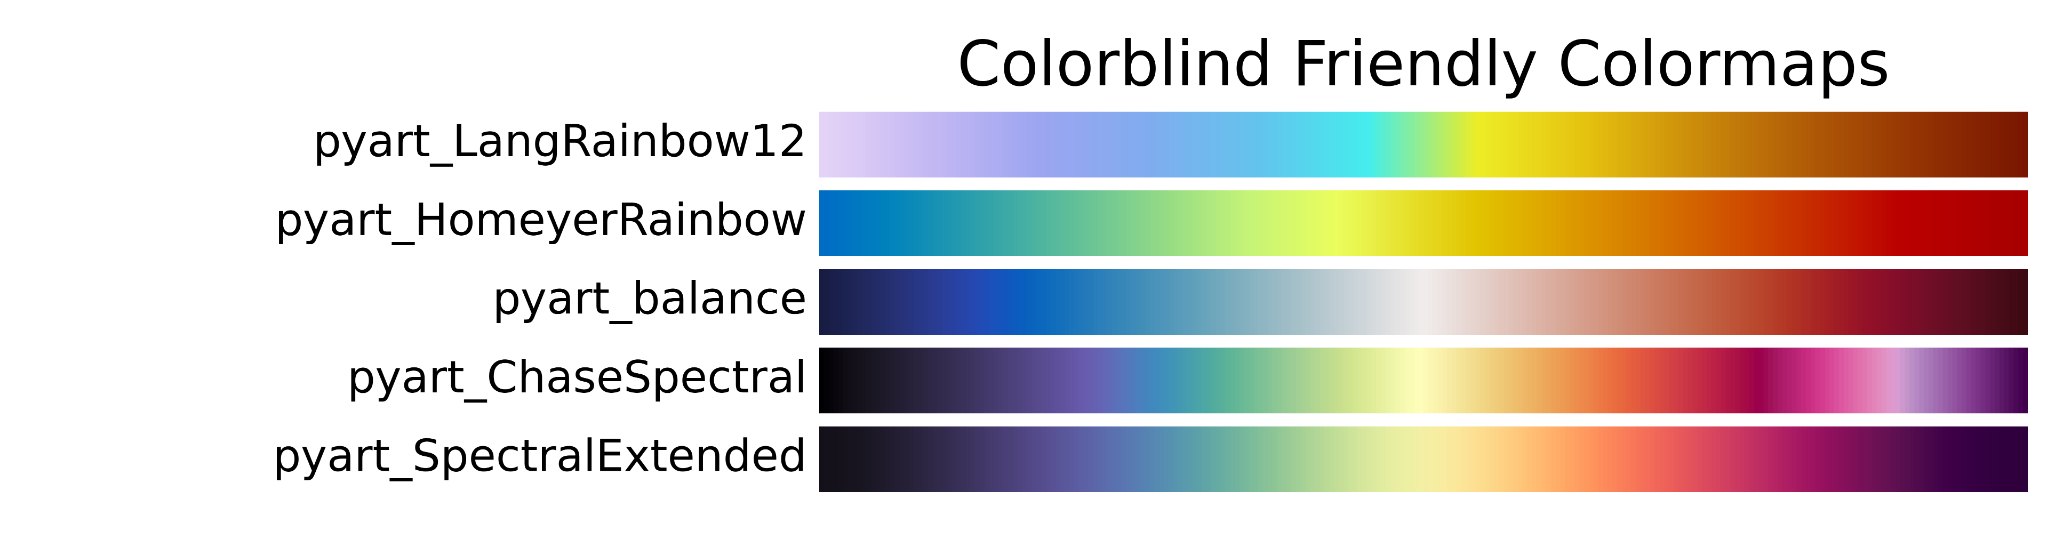 Colorblind Friendly Colormaps
pyart_LangRainbow12
pyart_HomeyerRainbow
pyart_balance
pyart_ChaseSpectral
pyart_SpectralExtended